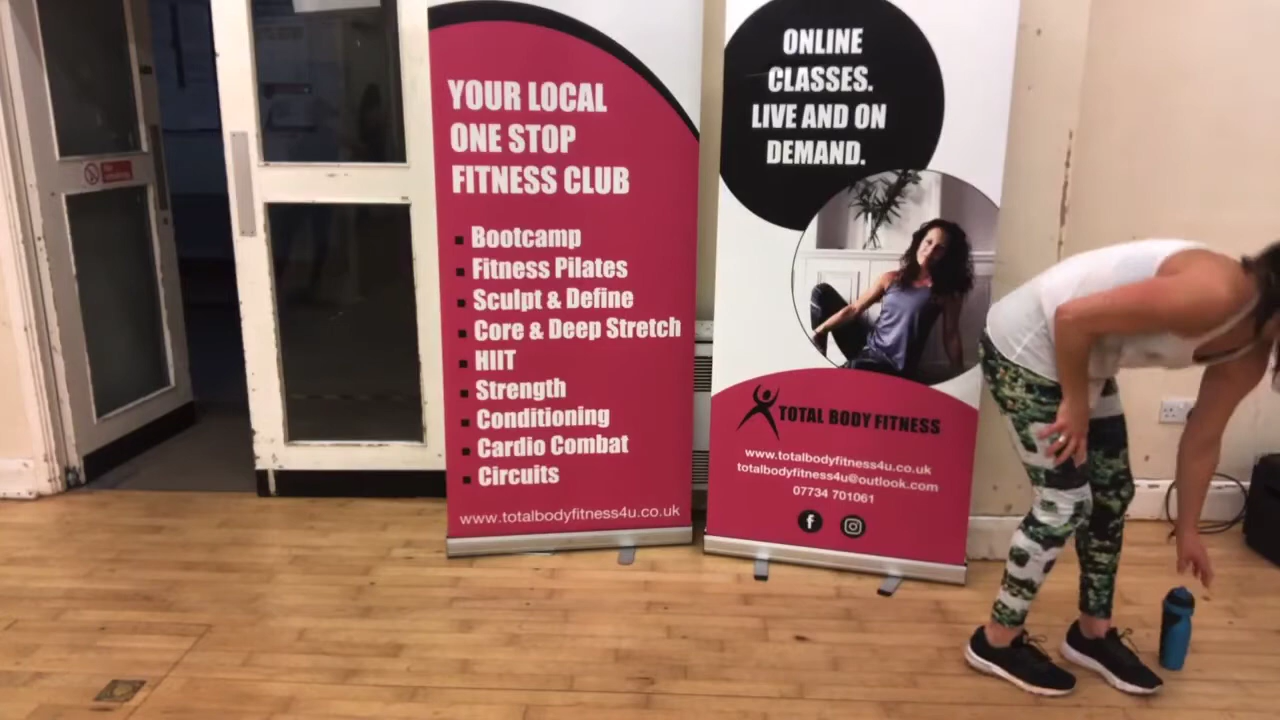 YOUR LOCAL
ONE STOP
FITNESS CLUB
Bootcamp
Fitness Pilates
Sculpt & Define
Core & Deep Stretch
HIIT
Strength
Conditioning
Cardio Combat
Circuits
www.totalbodyfitness4u.co.uk
ONLINE
CLASSES.
LIVE AND ON
DEMAND.
TOTAL BODY FITNESS
www.totalbodyfitness4u.co.uk
totalbodyfitness4u@outlook.com
07734 701061